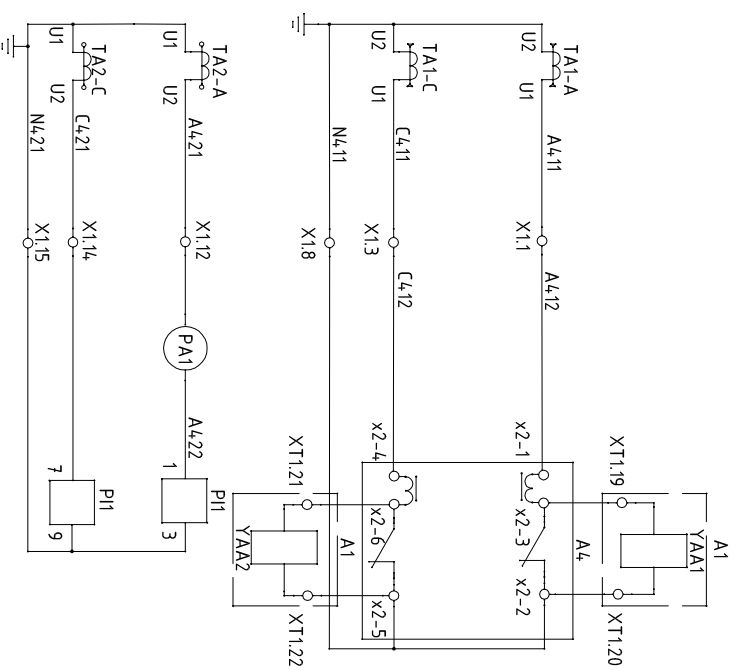 TA1-A
U2
U1
A411
X1.1
A412
x2-1
XT1.19
A1
YAA1
x2-3
A4
x2-2
XT1.20
TA1-C
U2
U1
C411
X1.3
C412
x2-4
XT1.21
x2-6
A1
YAA2
x2-5
XT1.22
N411
X1.8
TA2-A
U1
U2
A421
X1.12
PA1
A422
1
PI1
3
TA2-C
U1
U2
C421
X1.14
7
PI1
9
N421
X1.15